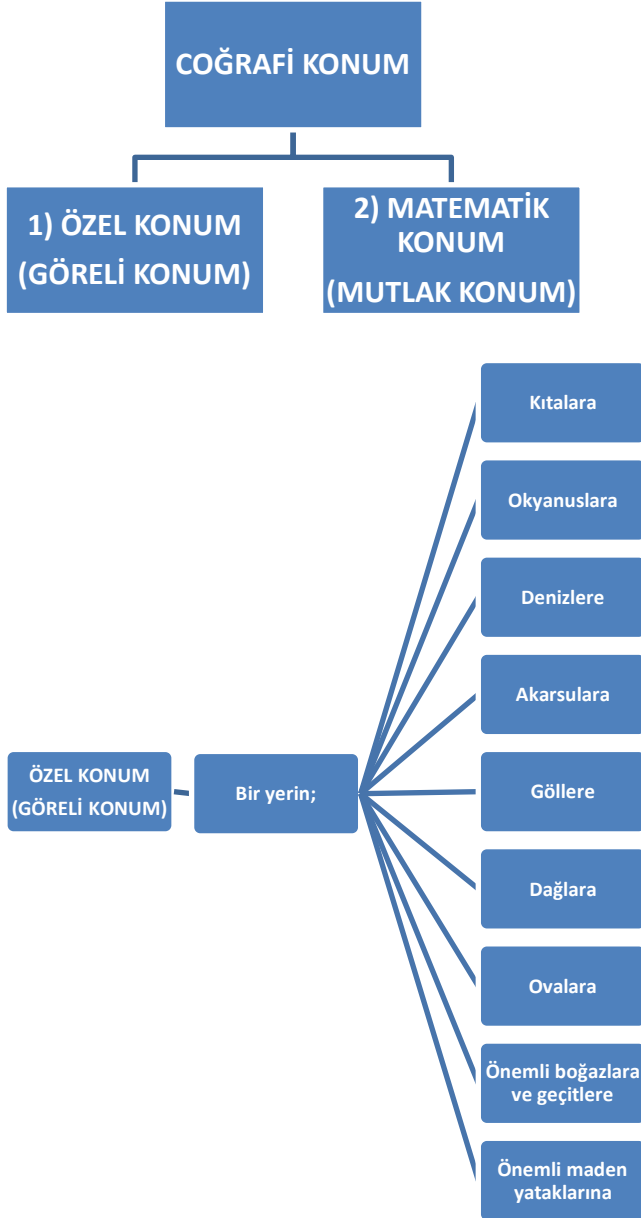 COĞRAFİ KONUM
1) ÖZEL KONUM
(GÖRELİ KONUM)
2) MATEMATİK
KONUM
(MUTLAK KONUM)
ÖZEL KONUM
(GÖRELİ KONUM)
Bir yerin;
Kıtalara
Okyanuslara
Denizlere
Akarsulara
Göllere
Dağlara
Ovalara
Önemli boğazlara
ve geçitlere
Önemli maden
yataklarına